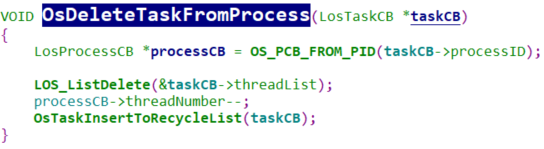 VOID OsDeleteTaskFromProcess(LosTaskCB *taskCB)
{
    LosProcessCB *processCB = OS_PCB_FROM_PID(taskCB->processID);

    LOS_ListDelete(&taskCB->threadList);
    processCB->threadNumber--;
    OsTaskInsertToRecycleList(taskCB);
}